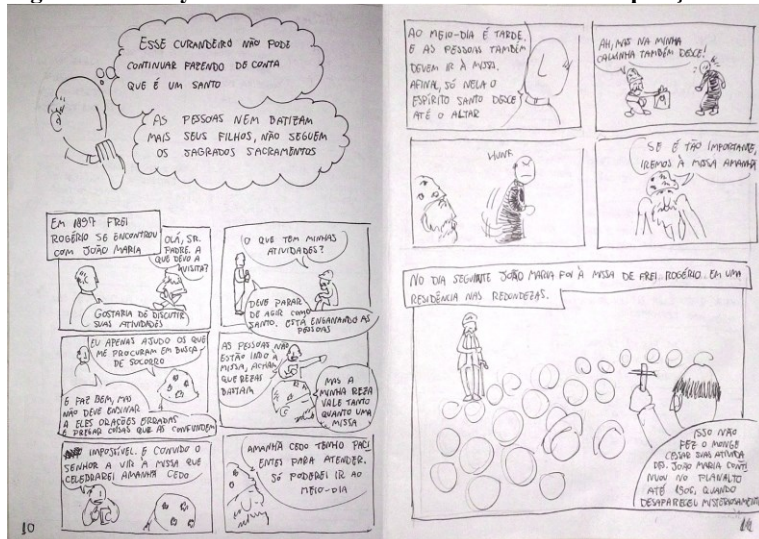 ESSE CURANDEIRO NÃO PODE
CONTINUAR FAZENDO DE CONTA
QUE É UM SANTO
AS PESSOAS NEM BATIZAM
MAIS SEUS FILHOS, NÃO SEGUEM
OS SAGRADOS SACRAMENTOS
EM 1897 FREI
ROGÉRIO SE ENCONTROU
COM JOÃO MARIA
OLÁ, SR.
PADRE. A
QUE DEVO A
VISITA?
GOSTARIA DE DISCUTIR
SUAS ATIVIDADES
O QUE TEM MINHAS
ATIVIDADES?
DEVE PARAR
DE AGIR COMO
SANTO. ESTÁ ENGANANDO AS
PESSOAS
EU APENAS AJUDO OS QUE
ME PROCURAM EM BUSCA
DE SOCORRO
E FAZ BEM, MAS
NÃO DEVE ENSINAR
A ELES ORAÇÕES ERRADAS
E PREGAR COISAS QUE AS CONFUNDEM
AS PESSOAS NÃO
ESTÃO INDO À
MISSA, ACHAM
QUE REZAS
BASTAM
MAS A
MINHA REZA
VALE TANTO
QUANTO UMA
MISSA
IMPOSSÍVEL. E CONVIDO O
SENHOR A VIR À MISSA QUE
CELEBRAREI AMANHÃ CEDO
AMANHÃ CEDO TENHO PACI
ENTES PARA ATENDER.
SÓ PODEREI IR AO
MEIO-DIA
10
AO MEIO-DIA É TARDE.
E AS PESSOAS TAMBÉM
DEVEM IR À MISSA.
AFINAL, SÓ NELA O
ESPÍRITO SANTO DESCE
ATÉ O ALTAR
AH, MAS NA MINHA
TAMBÉM DESCE!
HUNF
SE É TÃO IMPORTANTE,
IREMOS À MISSA AMANHÃ
NO DIA SEGUINTE JOÃO MARIA FOI À MISSA DE FREI ROGÉRIO EM UMA
RESIDÊNCIA NAS REDONDEZAS.
ISSO NÃO
FEZ O MONGE
CESSAR SUAS ATIVIDA
DES. JOÃO MARIA CONTI
NUOU NO PLANALTO
ATÉ 1906, QUANDO
DESAPARECEU MISTERIOSAMENTE